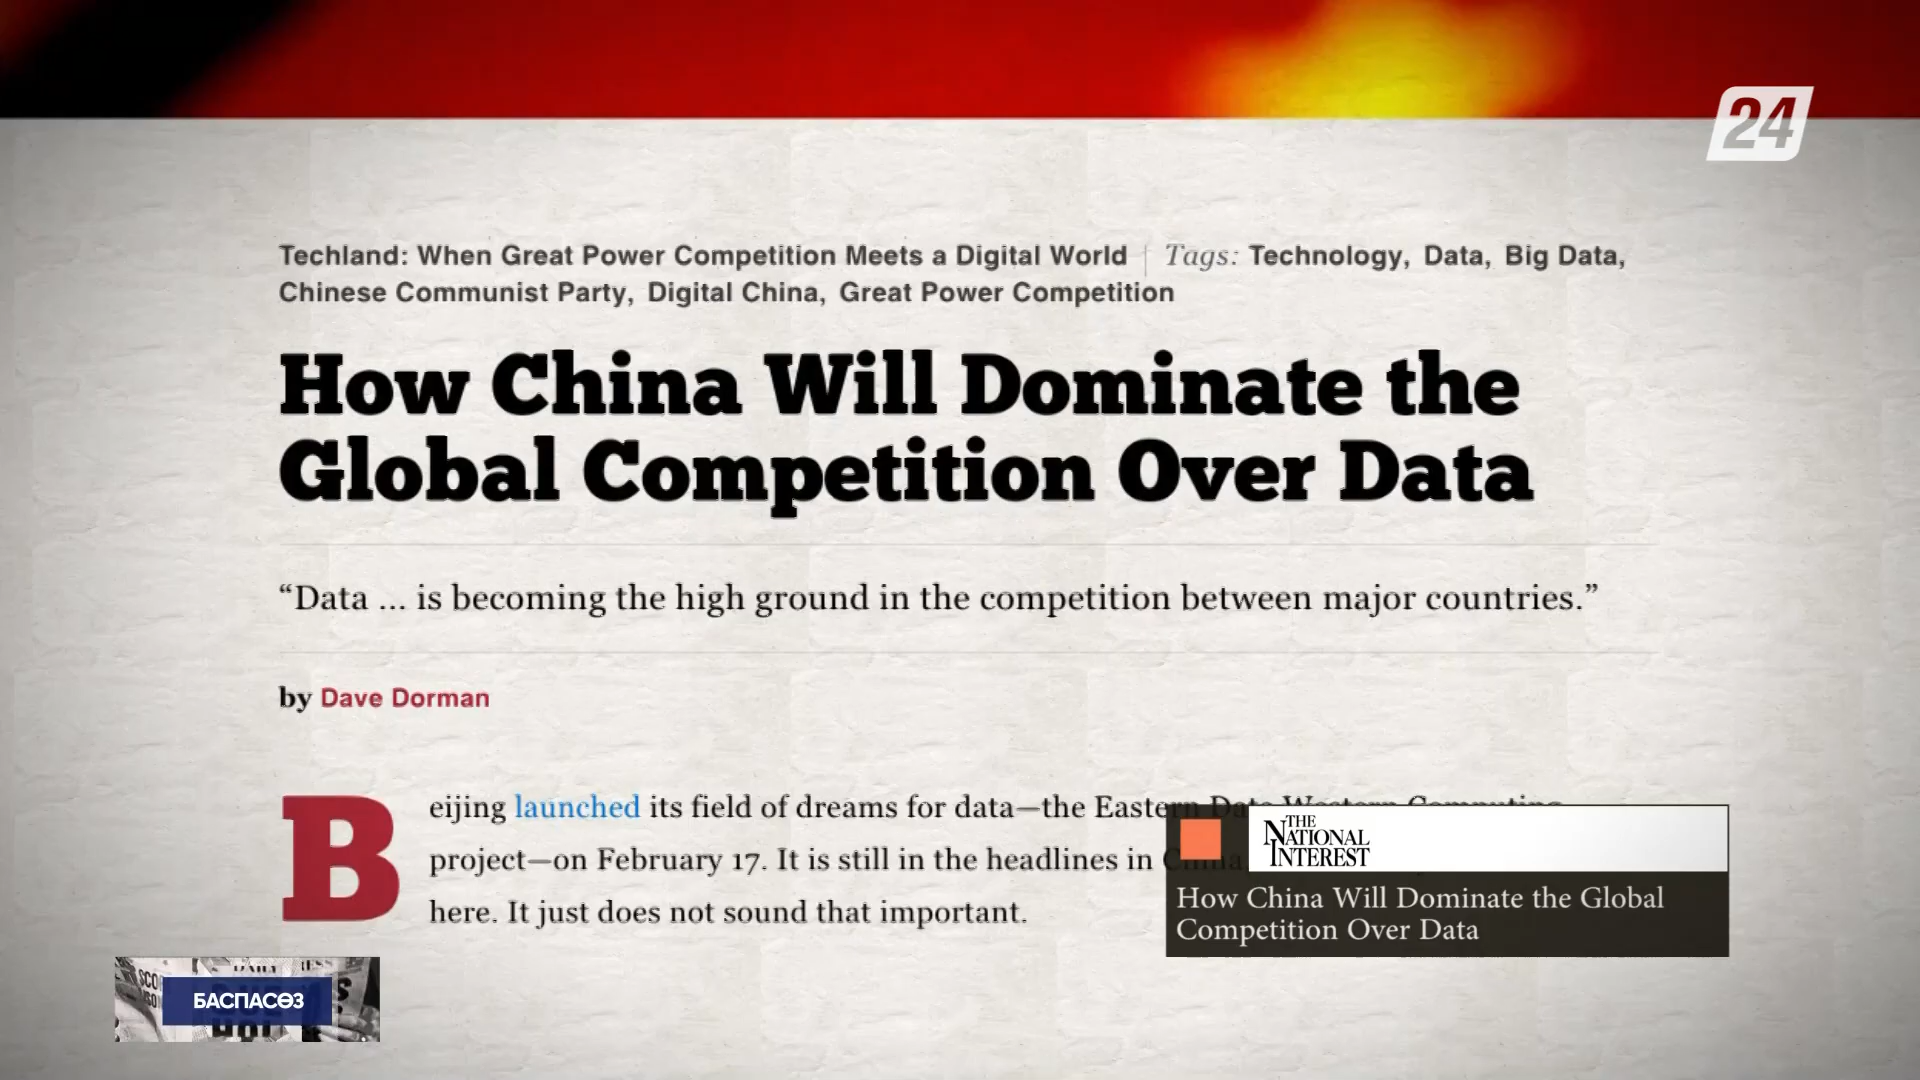 24
Techland: When Great Power Competition Meets a Digital World | Tags: Technology, Data, Big Data,
Chinese Communist Party, Digital China, Great Power Competition
How China Will Dominate the
Global Competition Over Data
“Data ... is becoming the high ground in the competition between major countries.”
by Dave Dorman
Beijing launched its field of dreams for data—the Eastern Data Western Computing
project—on February 17. It is still in the headlines in China
here. It just does not sound that important.
THE
NATIONAL
INTEREST
How China Will Dominate the Global
Competition Over Data
БАСПАСӨЗ